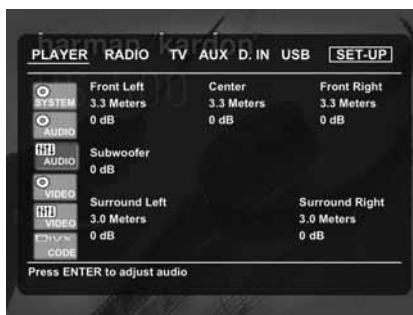 harman kardon
PLAYER RADIO TV AUX D. IN USB SET-UP
SYSTEM
AUDIO
AUDIO
VIDEO
VIDEO
DIVX
CODE
Front Left Center Front Right
3.3 Meters 3.3 Meters 3.3 Meters
0 dB 0 dB 0 dB
Subwoofer
0 dB
Surround Left Surround Right
3.0 Meters 3.0 Meters
0 dB 0 dB
Press ENTER to adjust audio